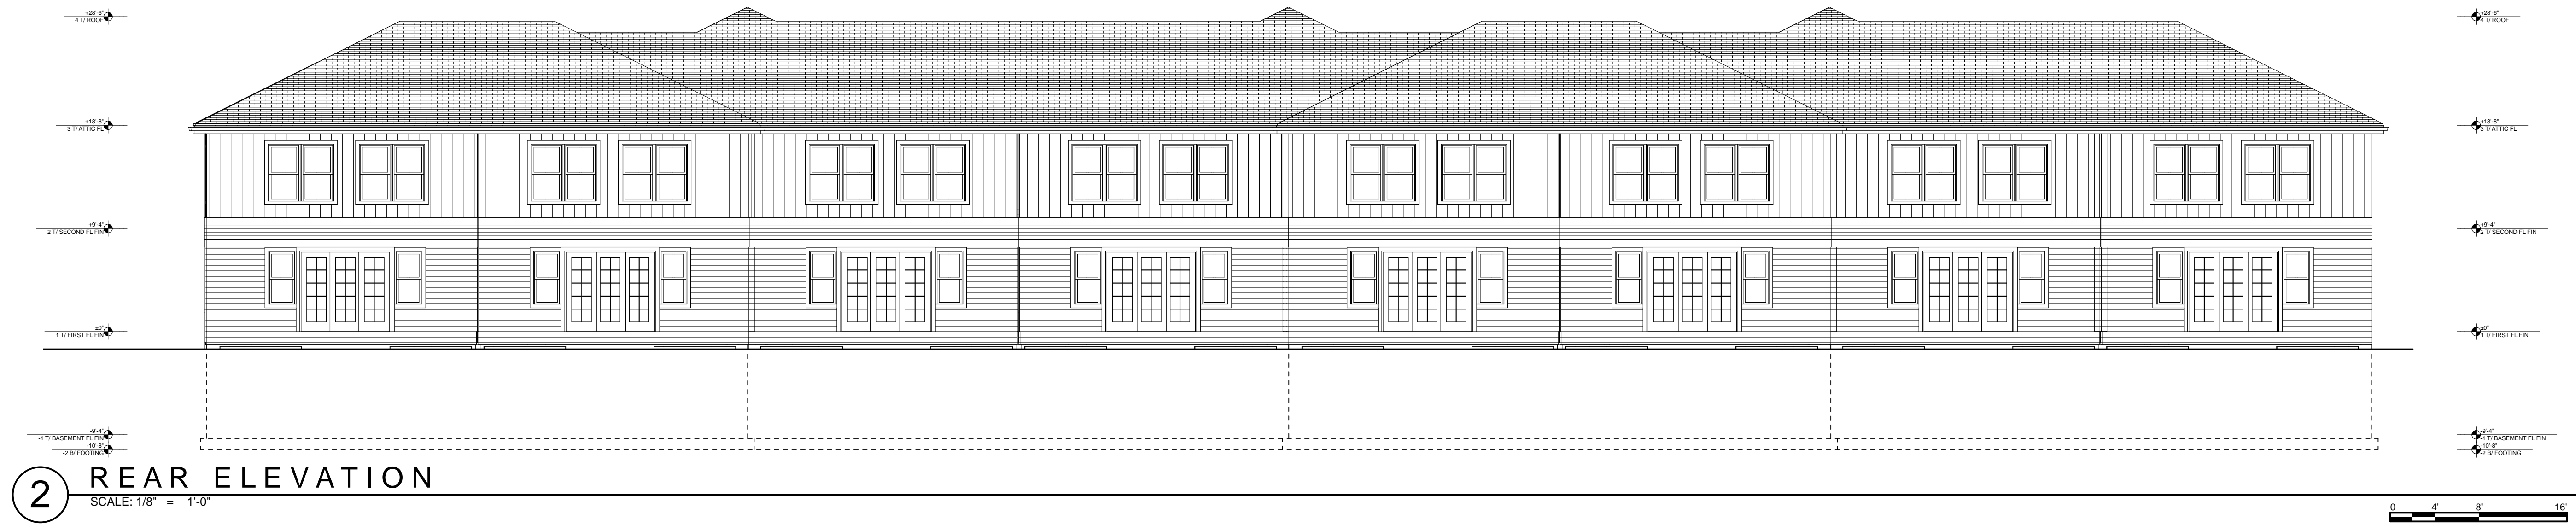 +28'-6"
4 T/ ROOF
+28'-6"
4 T/ ROOF
+18'-8"
3 T/ ATTIC FL
+18'-8"
3 T/ ATTIC FL
+9'-4"
2 T/ SECOND FL FIN
+9'-4"
2 T/ SECOND FL FIN
±0"
1 T/ FIRST FL FIN
±0"
1 T/ FIRST FL FIN
-9'-4"
-1 T/ BASEMENT FL FIN
-9'-4"
-1 T/ BASEMENT FL FIN
-10'-8"
-2 B/ FOOTING
-10'-8"
-2 B/ FOOTING
2
REAR ELEVATION
SCALE: 1/8" = 1'-0"
0 4' 8' 16'